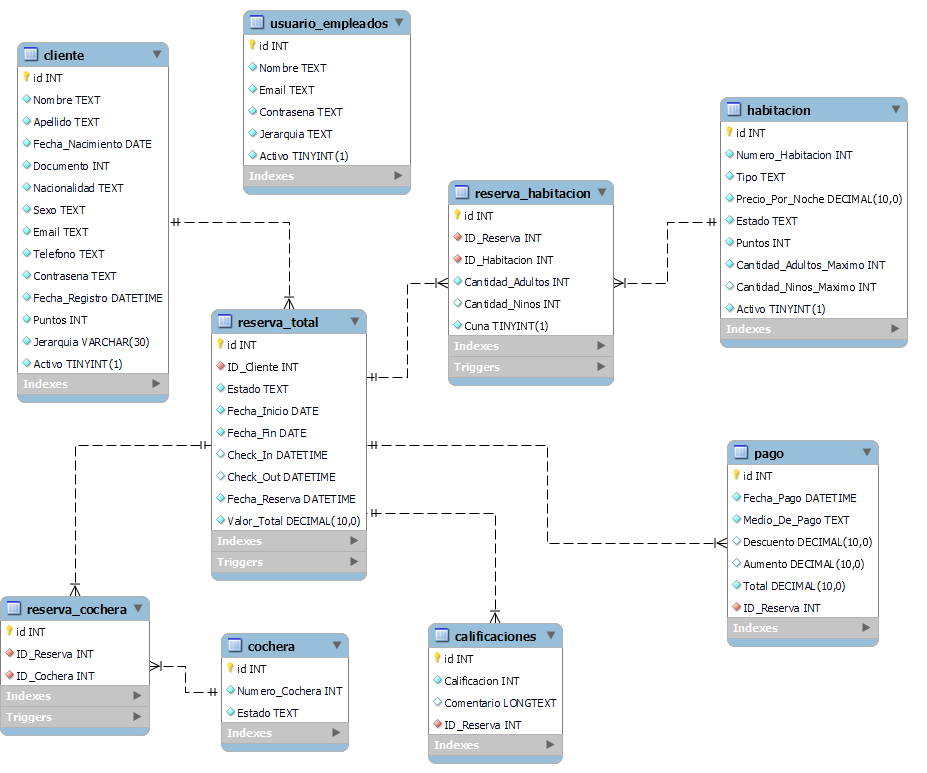 usuario_empleados
id INT
Nombre TEXT
Email TEXT
Contrasena TEXT
Jerarquia TEXT
Activo TINYINT(1)
Indexes
cliente
id INT
Nombre TEXT
Apellido TEXT
Fecha_Nacimiento DATE
Documento INT
Nacionalidad TEXT
Sexo TEXT
Email TEXT
Telefono TEXT
Contrasena TEXT
Fecha_Registro DATETIME
Puntos INT
Jerarquia VARCHAR(30)
Activo TINYINT(1)
Indexes
habitacion
id INT
Numero_Habitacion INT
Tipo TEXT
Precio_Por_Noche DECIMAL(10,0)
Estado TEXT
Puntos INT
Cantidad_Adultos_Maximo INT
Cantidad_Ninos_Maximo INT
Activo TINYINT(1)
Indexes
reserva_habitacion
id INT
ID_Reserva INT
ID_Habitacion INT
Cantidad_Adultos INT
Cantidad_Ninos INT
Cuna TINYINT(1)
Indexes
Triggers
reserva_total
id INT
ID_Cliente INT
Estado TEXT
Fecha_Inicio DATE
Fecha_Fin DATE
Check_In DATETIME
Check_Out DATETIME
Fecha_Reserva DATETIME
Valor_Total DECIMAL(10,0)
Indexes
Triggers
pago
id INT
Fecha_Pago DATETIME
Medio_De_Pago TEXT
Descuento DECIMAL(10,0)
Aumento DECIMAL(10,0)
Total DECIMAL(10,0)
ID_Reserva INT
Indexes
reserva_cochera
id INT
ID_Reserva INT
ID_Cochera INT
Indexes
Triggers
cochera
id INT
Numero_Cochera INT
Estado TEXT
Indexes
calificaciones
id INT
Calificacion INT
Comentario LONGTEXT
ID_Reserva INT
Indexes